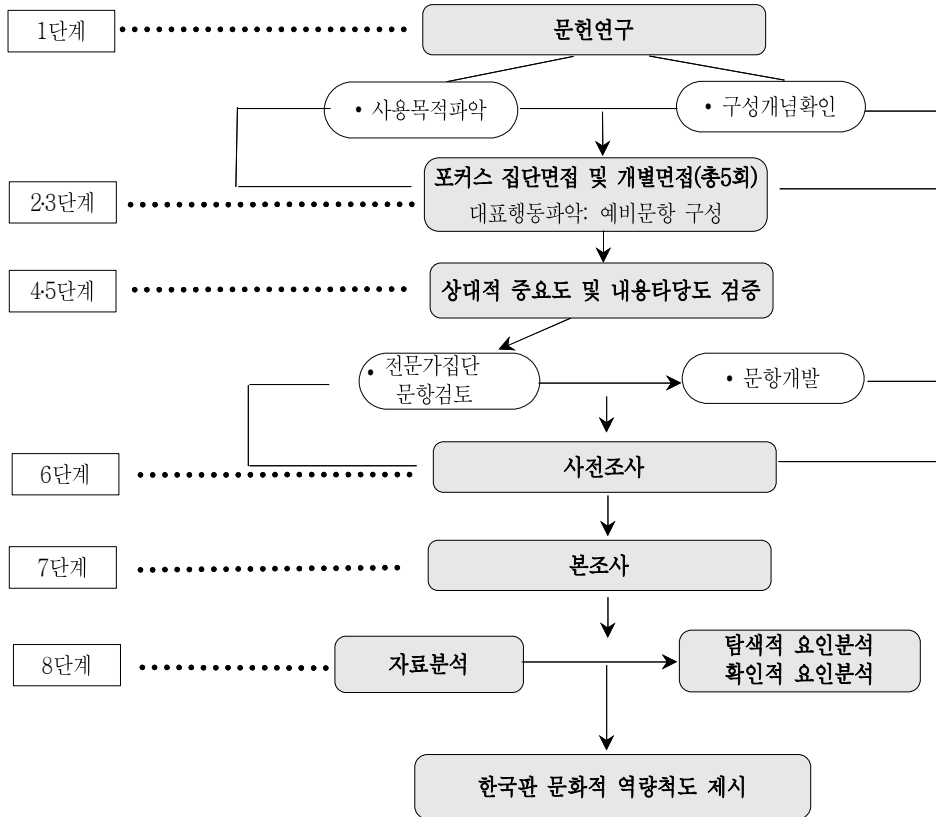 1단계
문헌연구
• 사용목적파악
• 구성개념확인
2·3단계
포커스 집단면접 및 개별면접(총5회)
대표행동파악: 예비문항 구성
4·5단계
상대적 중요도 및 내용타당도 검증
• 전문가집단
문항검토
• 문항개발
6단계
사전조사
7단계
본조사
8단계
자료분석
탐색적 요인분석
확인적 요인분석
한국판 문화적 역량척도 제시